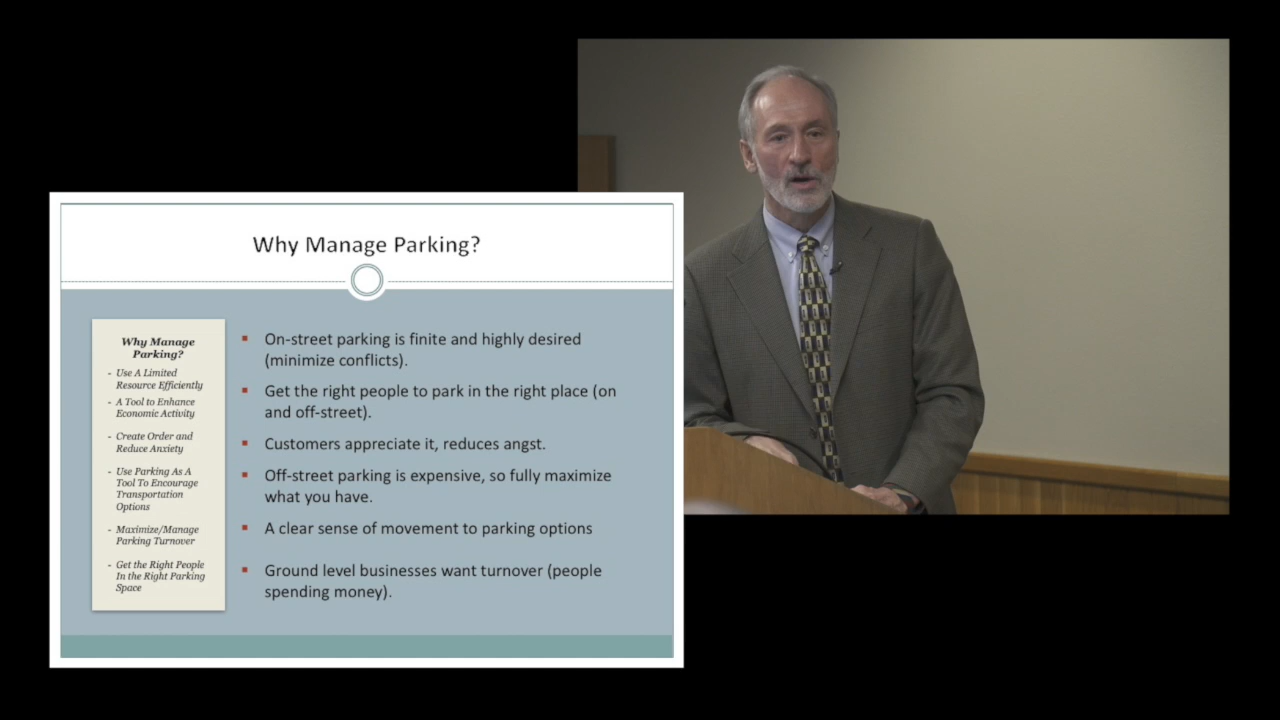 Why Manage Parking?
Why Manage
Parking?
- Use A Limited
Resource Efficiently
- A Tool to Enhance
Economic Activity
- Create Order and
Reduce Anxiety
- Use Parking As A
Tool To Encourage
Transportation
Options
- Maximize/Manage
Parking Turnover
- Get the Right People
In the Right Parking
Space
▪ On-street parking is finite and highly desired
(minimize conflicts).
▪ Get the right people to park in the right place (on
and off-street).
▪ Customers appreciate it, reduces angst.
▪ Off-street parking is expensive, so fully maximize
what you have.
▪ A clear sense of movement to parking options
▪ Ground level businesses want turnover (people
spending money).